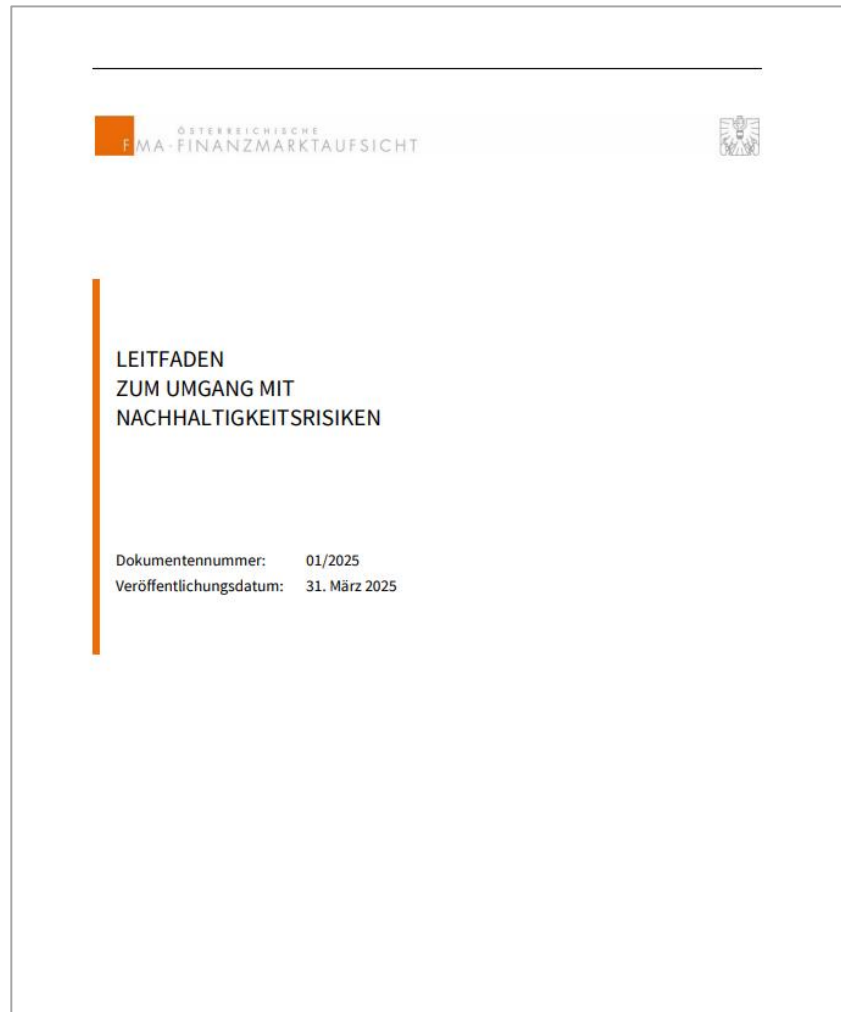 ÖSTERREICHISCHE
FMA-FINANZMARKTAUFSICHT
LEITFADEN
ZUM UMGANG MIT
NACHHALTIGKEITSRISIKEN
Dokumentennummer: 01/2025
Veröffentlichungsdatum: 31. März 2025